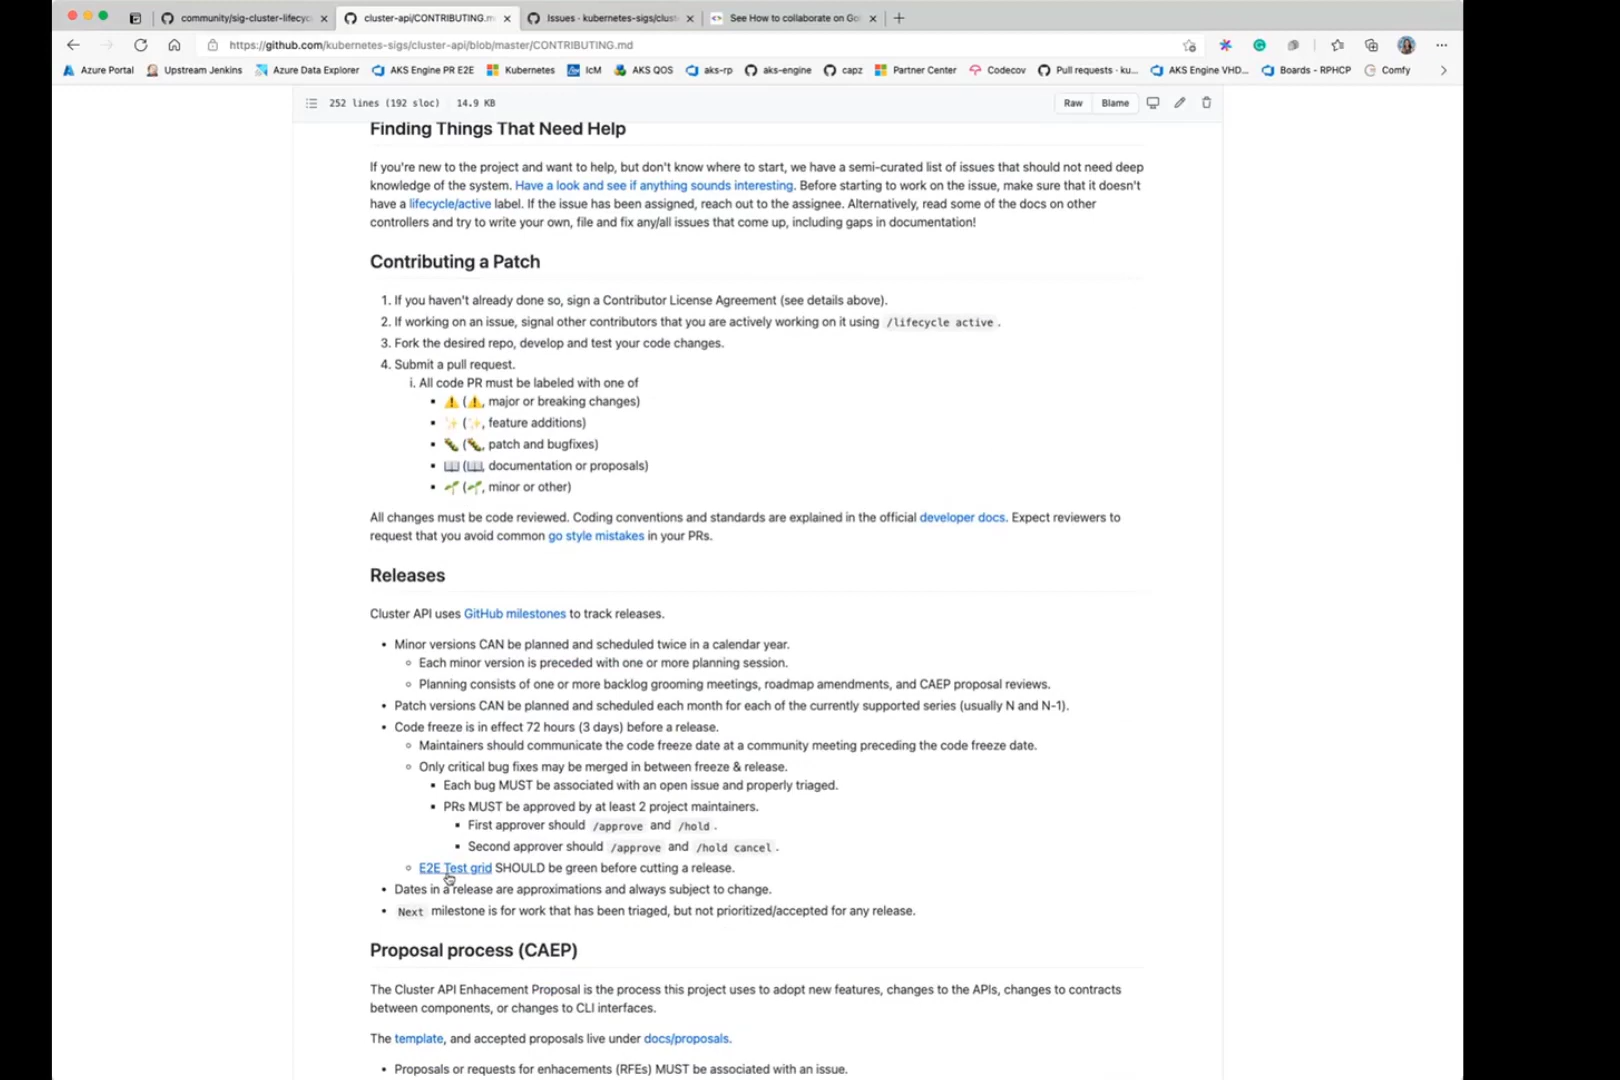 community/sig-cluster-lifecyc
cluster-api/CONTRIBUTING.m
Issues · kubernetes-sigs/cluste
See How to collaborate on Go
https://github.com/kubernetes-sigs/cluster-api/blob/master/CONTRIBUTING.md
Azure Portal
Upstream Jenkins
Azure Data Explorer
AKS Engine PR E2E
Kubernetes
IcM
AKS QOS
aks-rp
aks-engine
capz
Partner Center
Codecov
Pull requests · ku...
AKS Engine VHD...
Boards - RPHCP
Comfy
252 lines (192 sloc) 14.9 KB
Raw
Blame
Finding Things That Need Help
If you're new to the project and want to help, but don't know where to start, we have a semi-curated list of issues that should not need deep
knowledge of the system. Have a look and see if anything sounds interesting. Before starting to work on the issue, make sure that it doesn't
have a lifecycle/active label. If the issue has been assigned, reach out to the assignee. Alternatively, read some of the docs on other
controllers and try to write your own, file and fix any/all issues that come up, including gaps in documentation!
Contributing a Patch
1. If you haven't already done so, sign a Contributor License Agreement (see details above).
2. If working on an issue, signal other contributors that you are actively working on it using /lifecycle active .
3. Fork the desired repo, develop and test your code changes.
4. Submit a pull request.
i. All code PR must be labeled with one of
▪ ⚠️ (⚠️, major or breaking changes)
▪ ✨ (✨, feature additions)
▪ 🐛 (🐛, patch and bugfixes)
▪ 📖 (📖, documentation or proposals)
▪ 🌱 (🌱, minor or other)
All changes must be code reviewed. Coding conventions and standards are explained in the official developer docs. Expect reviewers to
request that you avoid common go style mistakes in your PRs.
Releases
Cluster API uses GitHub milestones to track releases.
• Minor versions CAN be planned and scheduled twice in a calendar year.
◦ Each minor version is preceded with one or more planning session.
◦ Planning consists of one or more backlog grooming meetings, roadmap amendments, and CAEP proposal reviews.
• Patch versions CAN be planned and scheduled each month for each of the currently supported series (usually N and N-1).
• Code freeze is in effect 72 hours (3 days) before a release.
◦ Maintainers should communicate the code freeze date at a community meeting preceding the code freeze date.
◦ Only critical bug fixes may be merged in between freeze & release.
▪ Each bug MUST be associated with an open issue and properly triaged.
▪ PRs MUST be approved by at least 2 project maintainers.
▪ First approver should /approve and /hold .
▪ Second approver should /approve and /hold cancel .
◦ E2E Test grid SHOULD be green before cutting a release.
• Dates in a release are approximations and always subject to change.
• Next milestone is for work that has been triaged, but not prioritized/accepted for any release.
Proposal process (CAEP)
The Cluster API Enhacement Proposal is the process this project uses to adopt new features, changes to the APIs, changes to contracts
between components, or changes to CLI interfaces.
The template, and accepted proposals live under docs/proposals.
• Proposals or requests for enhacements (RFEs) MUST be associated with an issue.